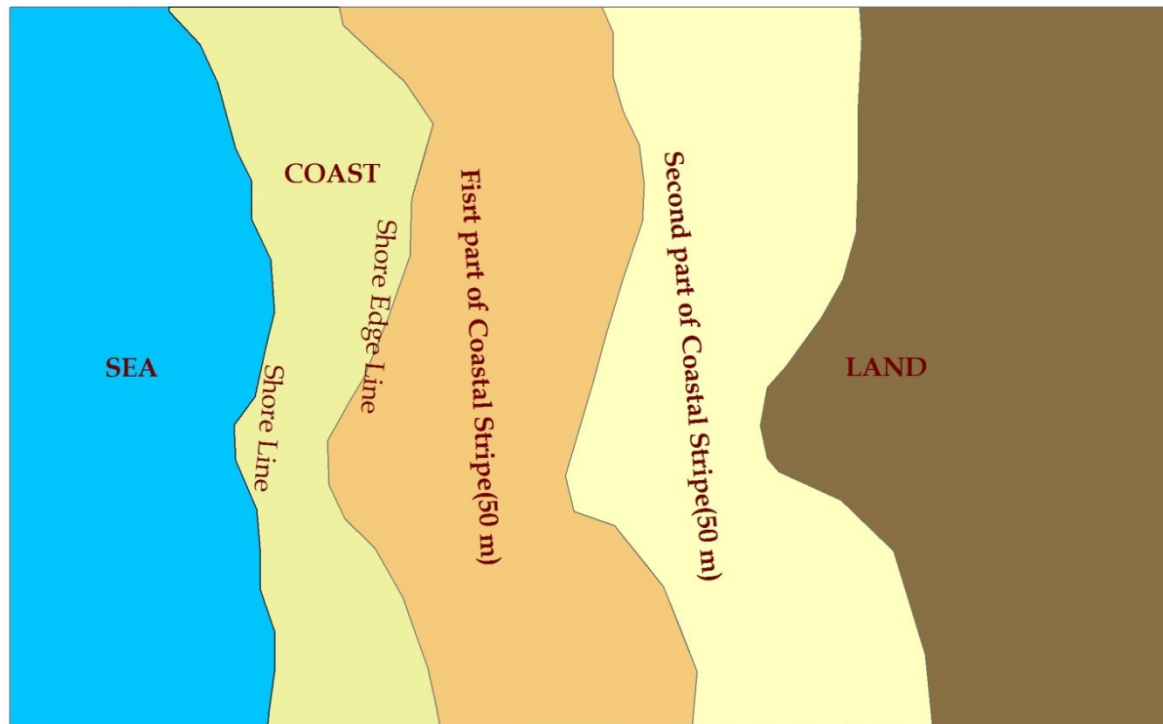 SEA
Shore Line
COAST
Shore Edge Line
Fisrt part of Coastal Stripe(50 m)
Second part of Coastal Stripe(50 m)
LAND